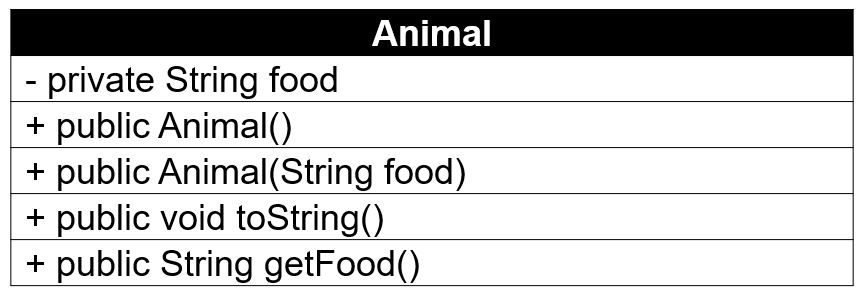 Animal
- private String food
+ public Animal()
+ public Animal(String food)
+ public void toString()
+ public String getFood()